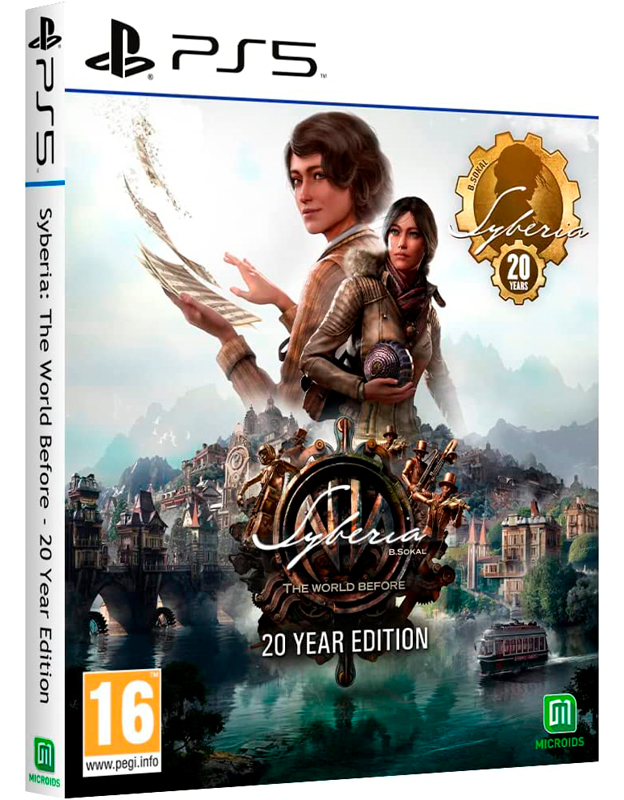 PS5
Syberia: The World Before - 20 Year Edition
MICROIDS
PS5
B.SOKAL
Syberia
20
YEARS
Syberia
B.SOKAL
THE WORLD BEFORE
20 YEAR EDITION
16
www.pegi.info
MICROIDS